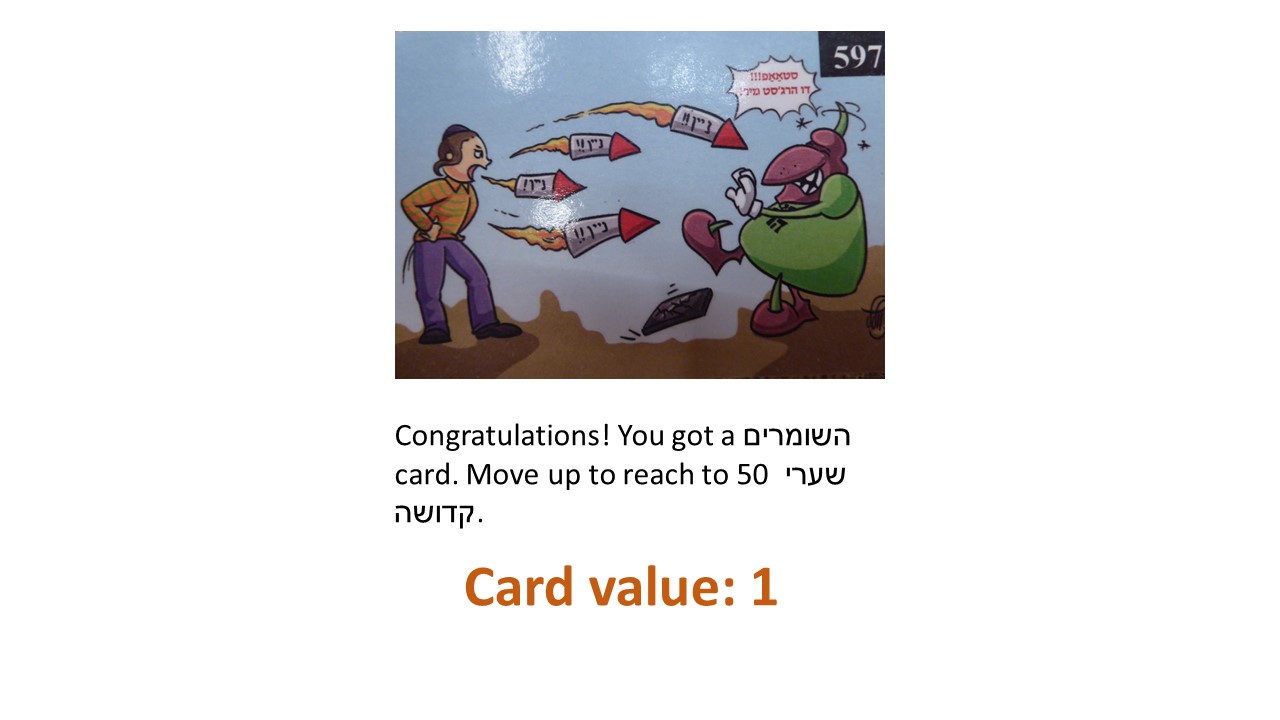 597
סטאאפ!!!
דו הרג'סט מיר!
ניין!!
ניין!!
ניין!
ניין!!
Congratulations! You got a השומרים
card. Move up to reach to 50 שערי
קדושה.
Card value: 1